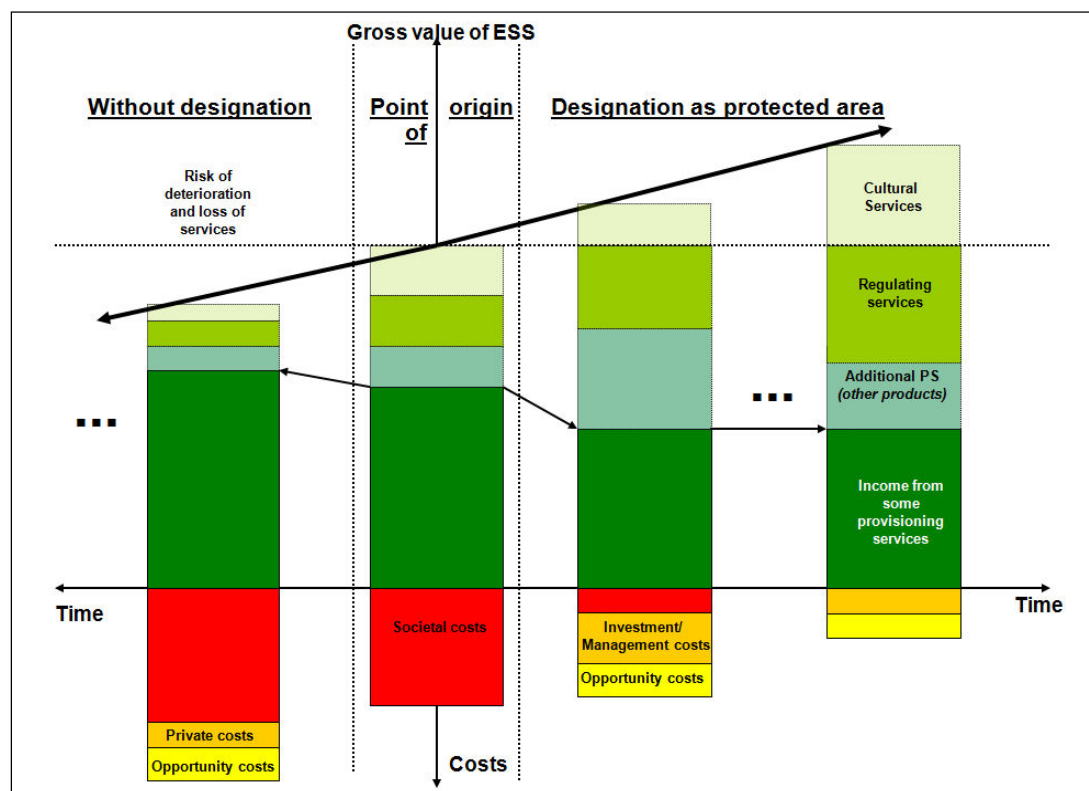 Gross value of ESS
Without designation
Point of
origin
Designation as protected area
Risk of
deterioration
and loss of
services
Cultural
Services
Regulating
services
Additional PS
(other products)
...
...
Income from
some
provisioning
services
Time
Time
Societal costs
Investment/
Management costs
Opportunity costs
Private costs
Opportunity costs
Costs